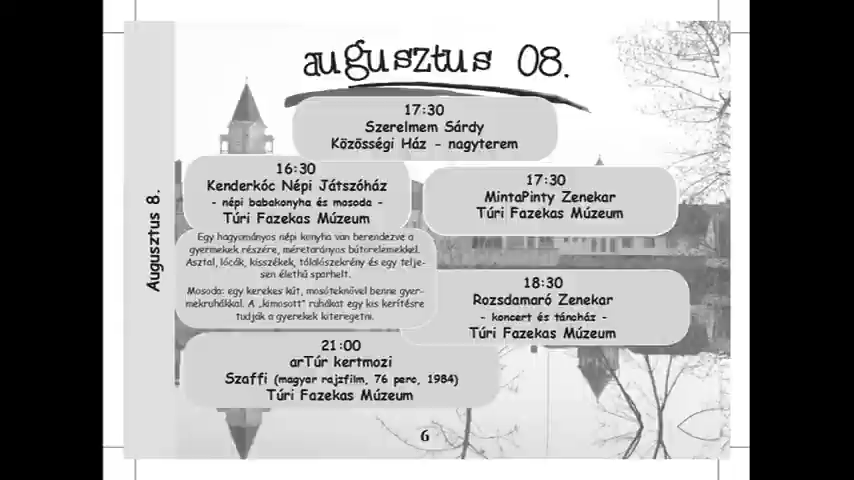 augusztus 08.
17:30
Szerelmem Sárdy
Közösségi Ház - nagyterem
16:30
Kenderkóc Népi Játszóház
- népi babakonyha és mosoda -
Túri Fazekas Múzeum
Egy hagyományos népi konyha van berendezve a
gyermekek részére, méretarányos bútorelemekkel.
Asztal, lócák, kisszékek, tálalószekrény és egy telje-
sen élethű sparhelt.
Mosoda: egy kerekes kút, mosóteknővel benne gyer-
mekruhákkal. A „kimosott” ruhákat egy kis kerítésre
tudják a gyerekek kiteregetni.
17:30
MintaPinty Zenekar
Túri Fazekas Múzeum
18:30
Rozsdamaró Zenekar
- koncert és táncház -
Túri Fazekas Múzeum
21:00
arTúr kertmozi
Szaffi (magyar rajzfilm, 76 perc, 1984)
Túri Fazekas Múzeum
Augusztus 8.
6